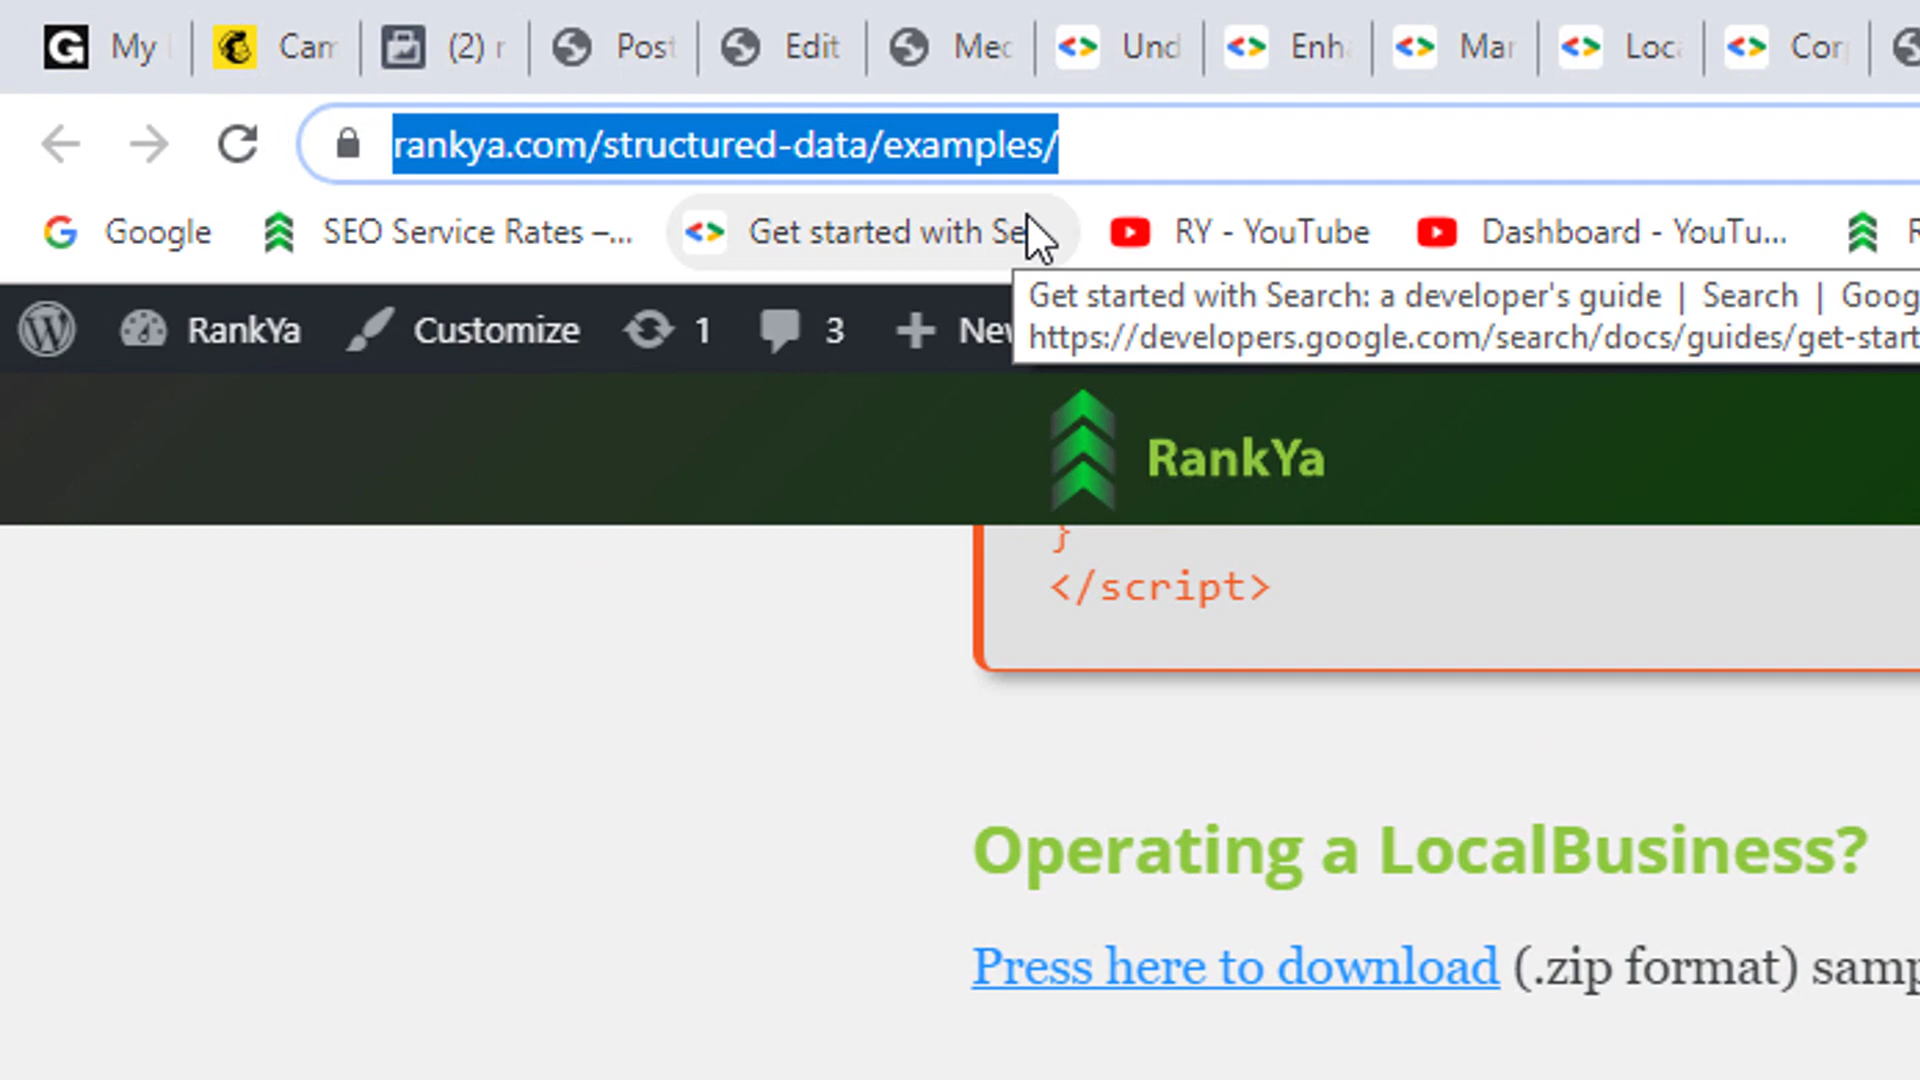 My Cam (2) r Post Edit Mec Und Enh Mar Loc Cor
rankya.com/structured-data/examples/
Google SEO Service Rates –... Get started with Se RY - YouTube Dashboard - YouTu...
Get started with Search: a developer's guide | Search | Goog
https://developers.google.com/search/docs/guides/get-start
RankYa Customize 1 3 + Nev
RankYa
}
</script>
Operating a LocalBusiness?
Press here to download (.zip format) samp